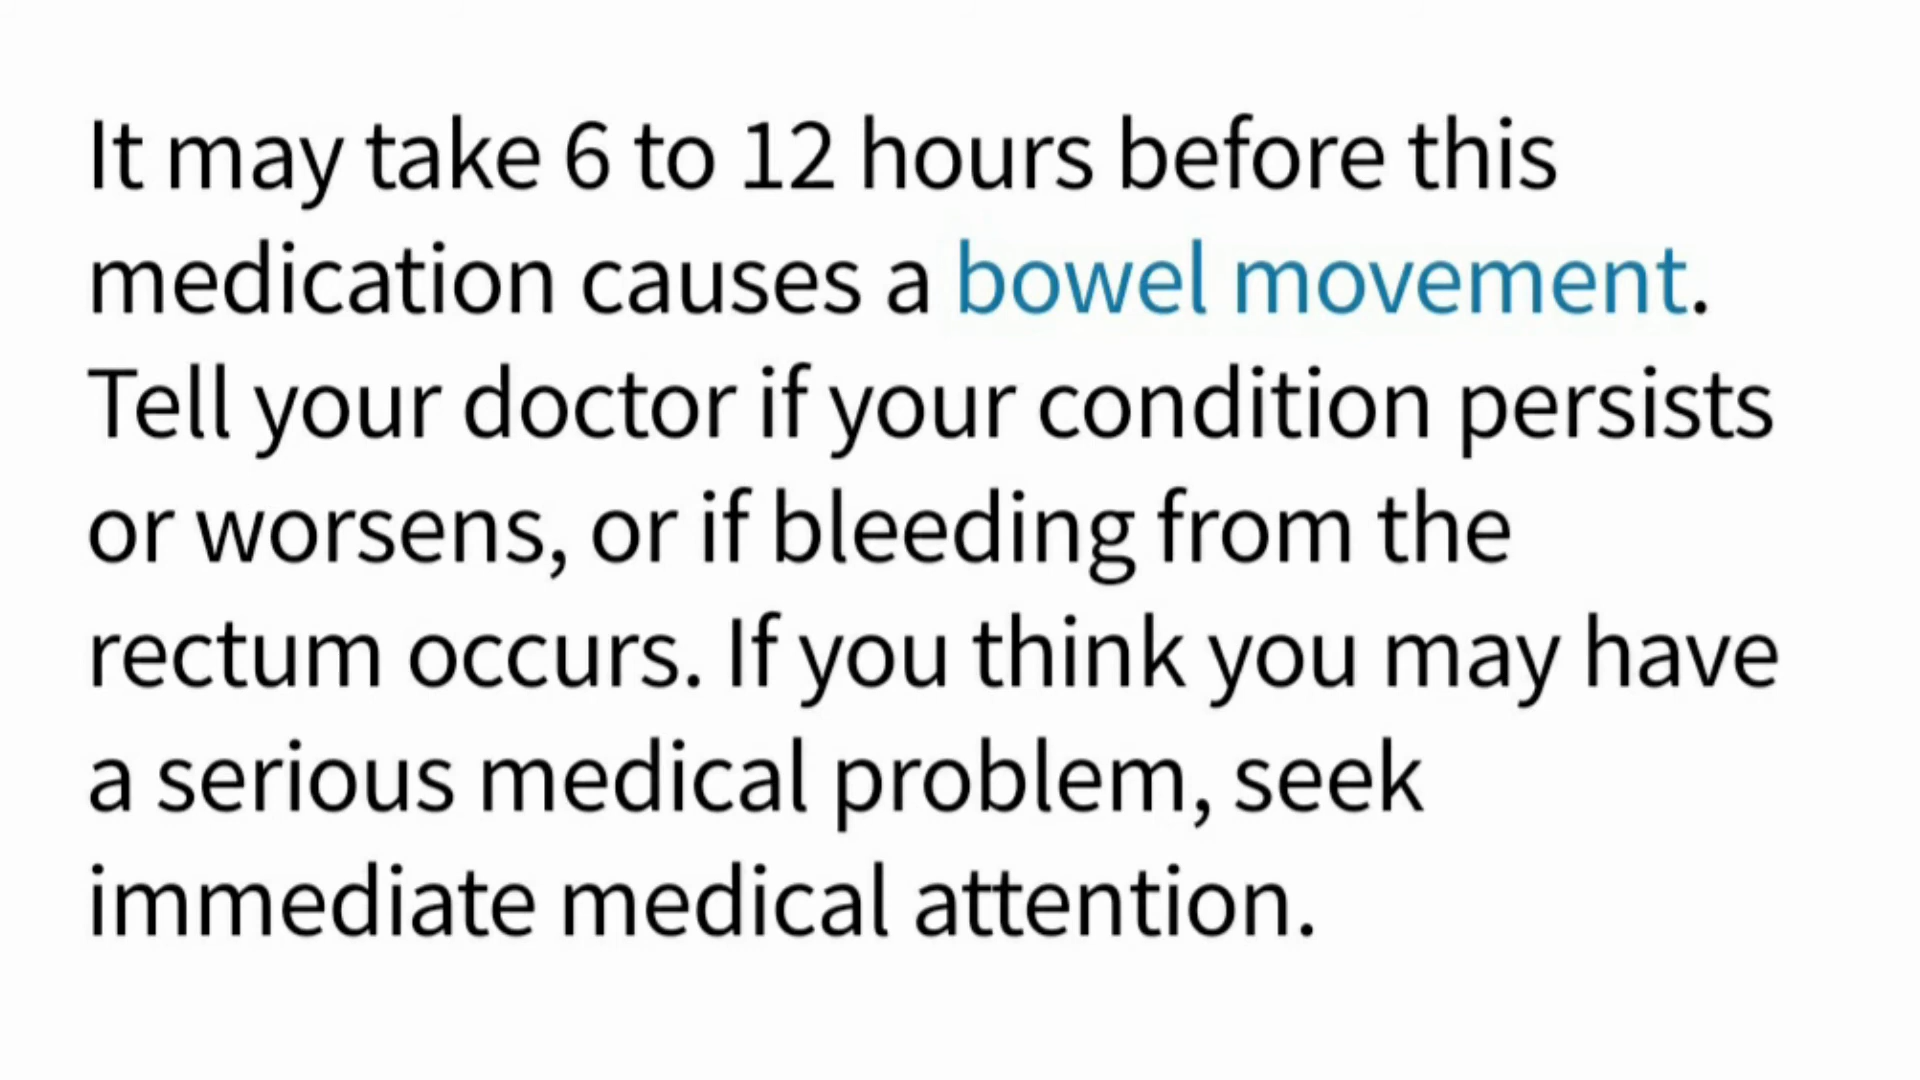 It may take 6 to 12 hours before this
medication causes a bowel movement.
Tell your doctor if your condition persists
or worsens, or if bleeding from the
rectum occurs. If you think you may have
a serious medical problem, seek
immediate medical attention.